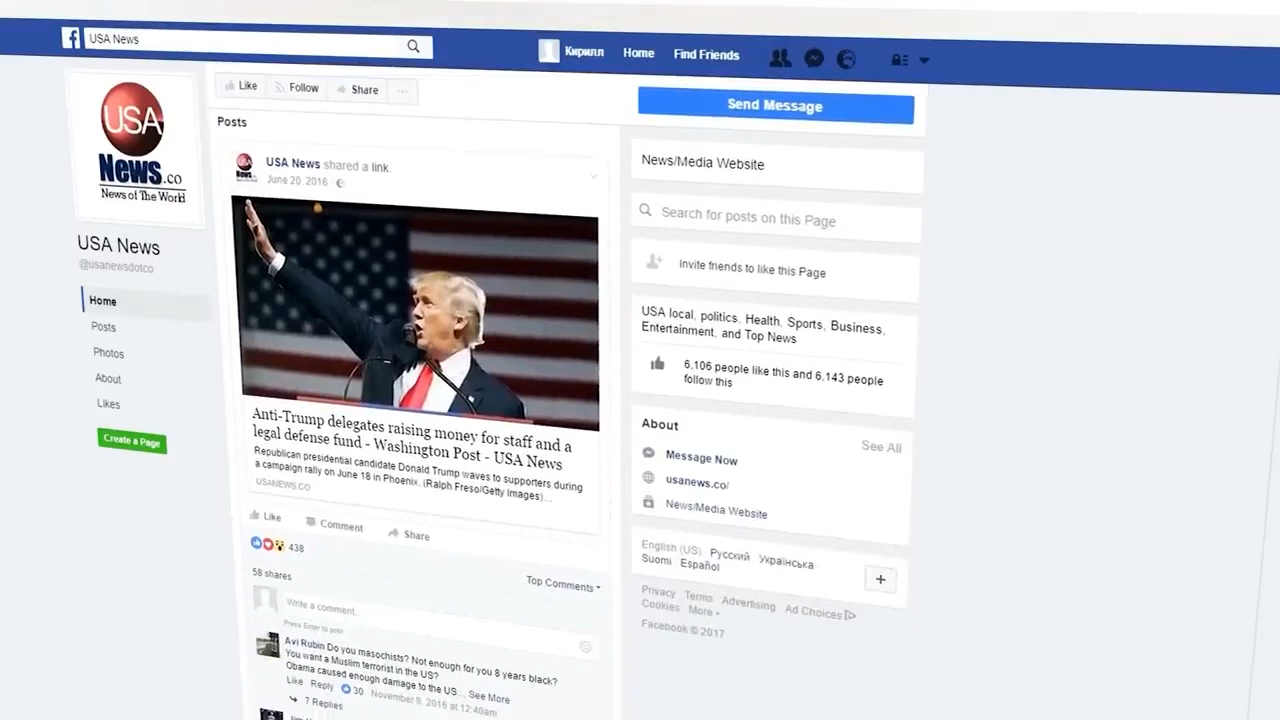 USA News
Кирилл
Home
Find Friends
USA
News.co
News of The World
USA News
@usanewsdotco
Home
Posts
Photos
About
Likes
Create a Page
Like
Follow
Share
Posts
USA News shared a link
June 20, 2016 ·
Anti-Trump delegates raising money for staff and a
legal defense fund - Washington Post - USA News
Republican presidential candidate Donald Trump waves to supporters during
a campaign rally on June 18 in Phoenix. (Ralph Freso/Getty Images)...
USANEWS.CO
Like
Comment
Share
438
58 shares
Top Comments
Write a comment...
Press Enter to post
Avi Rubin Do you masochists? Not enough for you 8 years black?
You want a Muslim terrorist in the US?
Obama caused enough damage to the US... See More
Like
Reply
30
November 8, 2016 at 12:40am
7 Replies
Send Message
News/Media Website
Search for posts on this Page
Invite friends to like this Page
USA local, politics, Health, Sports, Business,
Entertainment, and Top News
6,106 people like this and 6,143 people
follow this
About
See All
Message Now
usanews.co/
News/Media Website
English (US) · Русский · Українська ·
Suomi · Español
+
Privacy · Terms · Advertising · Ad Choices
Cookies · More
Facebook © 2017